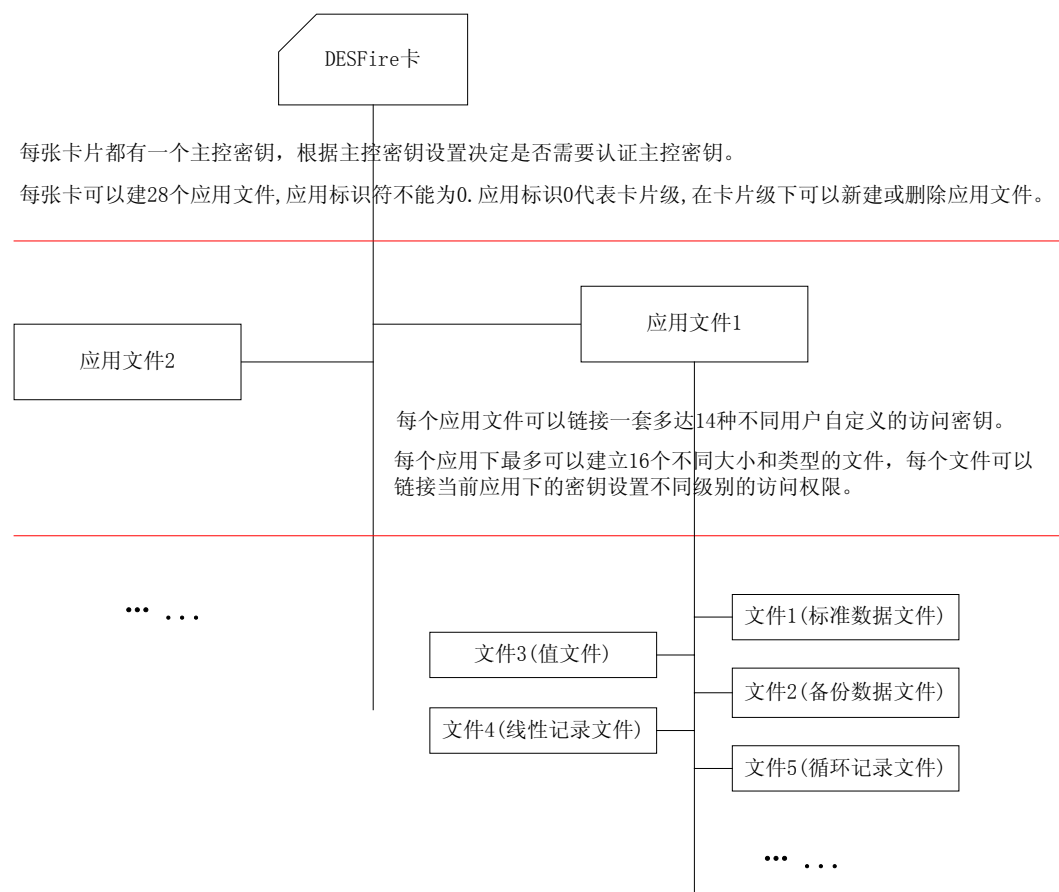 DESFire卡
每张卡片都有一个主控密钥，根据主控密钥设置决定是否需要认证主控密钥。
每张卡可以建28个应用文件,应用标识符不能为0.应用标识0代表卡片级,在卡片级下可以新建或删除应用文件。
应用文件1
应用文件2
每个应用文件可以链接一套多达14种不同用户自定义的访问密钥。
每个应用下最多可以建立16个不同大小和类型的文件，每个文件可以
链接当前应用下的密钥设置不同级别的访问权限。
… ...
文件1(标准数据文件)
文件3(值文件)
文件2(备份数据文件)
文件4(线性记录文件)
文件5(循环记录文件)
… ...